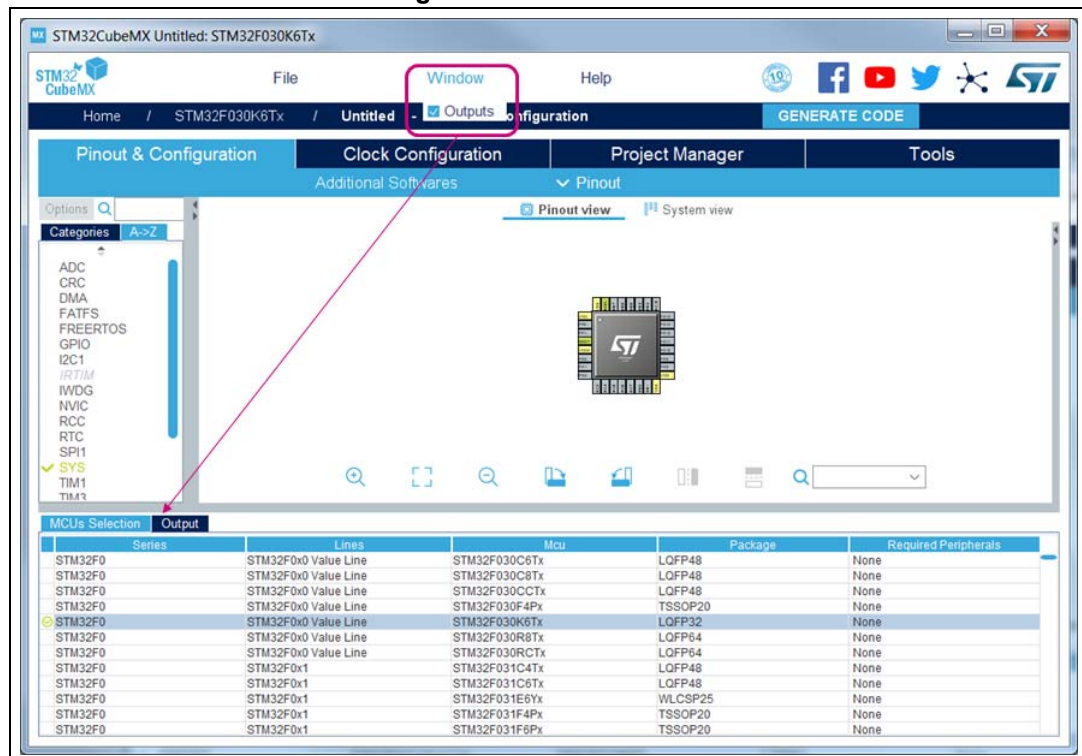 STM32CubeMX Untitled: STM32F030K6Tx
STM32 CubeMX File Window Help 10 ST
Home / STM32F030K6Tx / Untitled - Outputs onfiguration GENERATE CODE
Pinout & Configuration Clock Configuration Project Manager Tools
Additional Softwares Pinout
Options Pinout view System view
Categories A->Z
ADC
CRC
DMA
FATFS
FREERTOS
GPIO
I2C1
IRTIM
IWDG
NVIC
RCC
RTC
SPI1
SYS
TIM1
TIM3
MCUs Selection Output
Series Lines Mcu Package Required Peripherals
STM32F0 STM32F0x0 Value Line STM32F030C6Tx LQFP48 None
STM32F0 STM32F0x0 Value Line STM32F030C8Tx LQFP48 None
STM32F0 STM32F0x0 Value Line STM32F030CCTx LQFP48 None
STM32F0 STM32F0x0 Value Line STM32F030F4Px TSSOP20 None
STM32F0 STM32F0x0 Value Line STM32F030K6Tx LQFP32 None
STM32F0 STM32F0x0 Value Line STM32F030R8Tx LQFP64 None
STM32F0 STM32F0x0 Value Line STM32F030RCTx LQFP64 None
STM32F0 STM32F0x1 STM32F031C4Tx LQFP48 None
STM32F0 STM32F0x1 STM32F031C6Tx LQFP48 None
STM32F0 STM32F0x1 STM32F031E6Yx WLCSP25 None
STM32F0 STM32F0x1 STM32F031F4Px TSSOP20 None
STM32F0 STM32F0x1 STM32F031F6Px TSSOP20 None